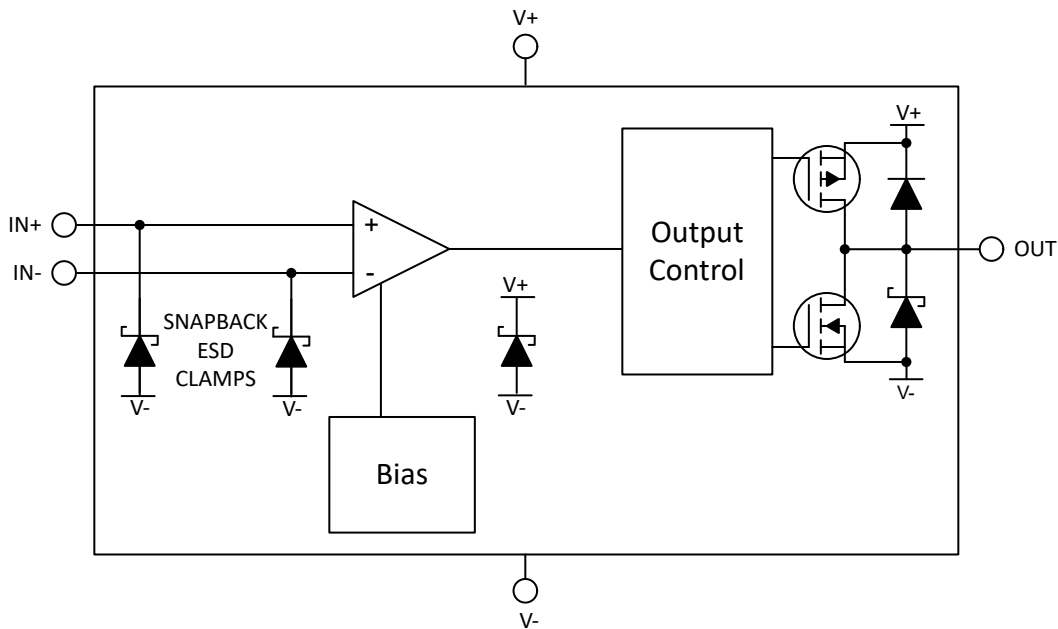 V+
V+
IN+
+
Output
Control
OUT
IN-
-
V+
SNAPBACK
ESD
CLAMPS
V-
V-
V-
V-
Bias
V-